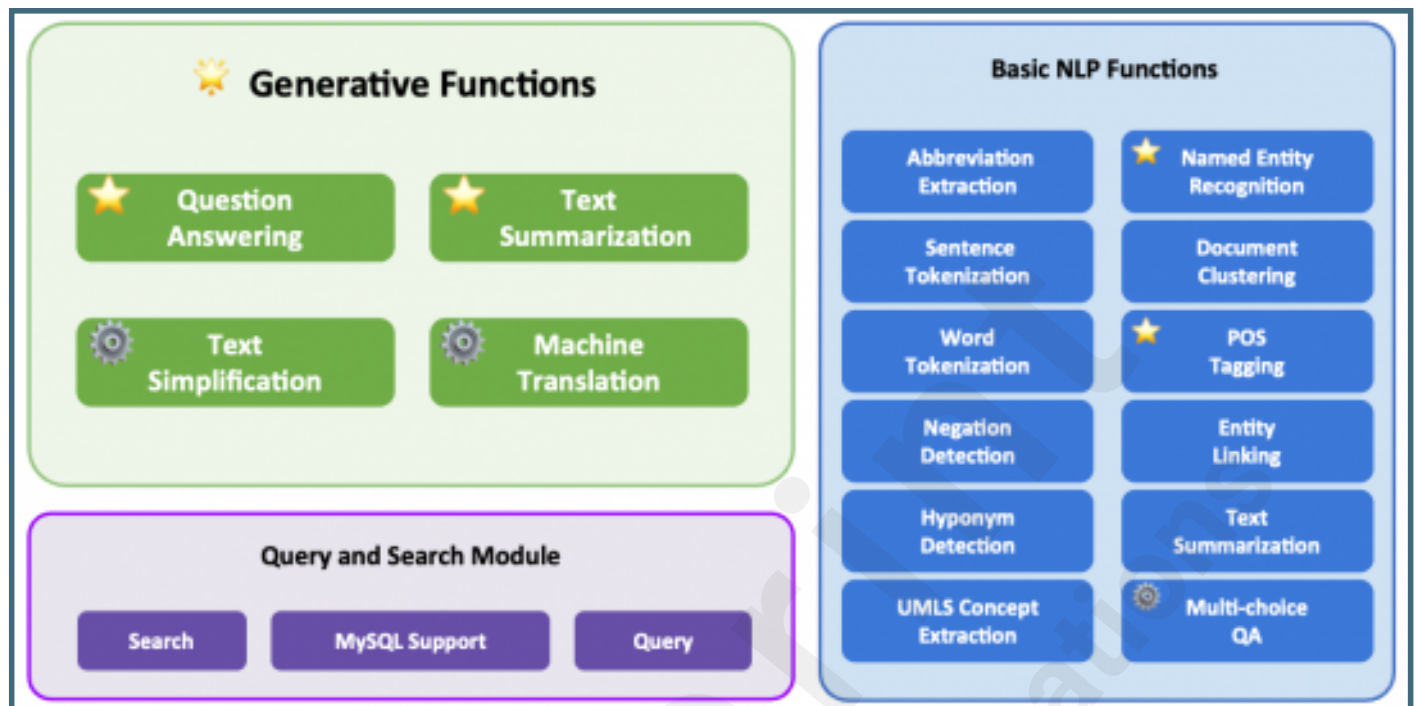 Generative Functions
Question
Answering
Text
Summarization
Text
Simplification
Machine
Translation
Query and Search Module
Search
MySQL Support
Query
Basic NLP Functions
Abbreviation
Extraction
Named Entity
Recognition
Sentence
Tokenization
Document
Clustering
Word
Tokenization
POS
Tagging
Negation
Detection
Entity
Linking
Hyponym
Detection
Text
Summarization
UMLS Concept
Extraction
Multi-choice
QA